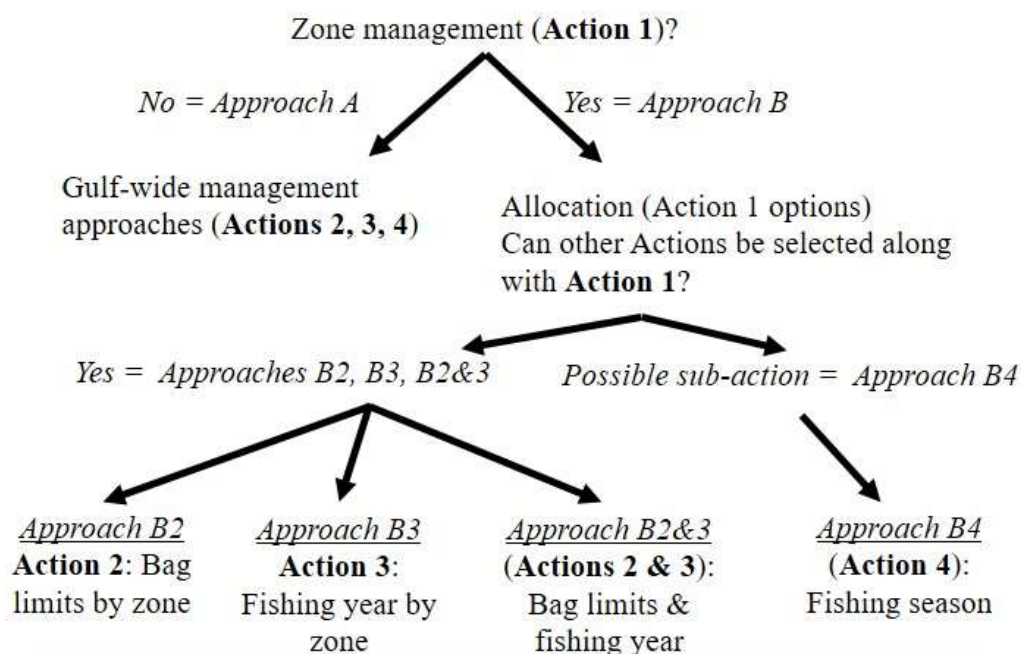 Zone management (Action 1)?
No = Approach A
Yes = Approach B
Gulf-wide management
approaches (Actions 2, 3, 4)
Allocation (Action 1 options)
Can other Actions be selected along
with Action 1?
Yes = Approaches B2, B3, B2&3
Possible sub-action = Approach B4
Approach B2
Action 2: Bag
limits by zone
Approach B3
Action 3:
Fishing year by
zone
Approach B2&3
(Actions 2 & 3):
Bag limits &
fishing year
Approach B4
(Action 4):
Fishing season